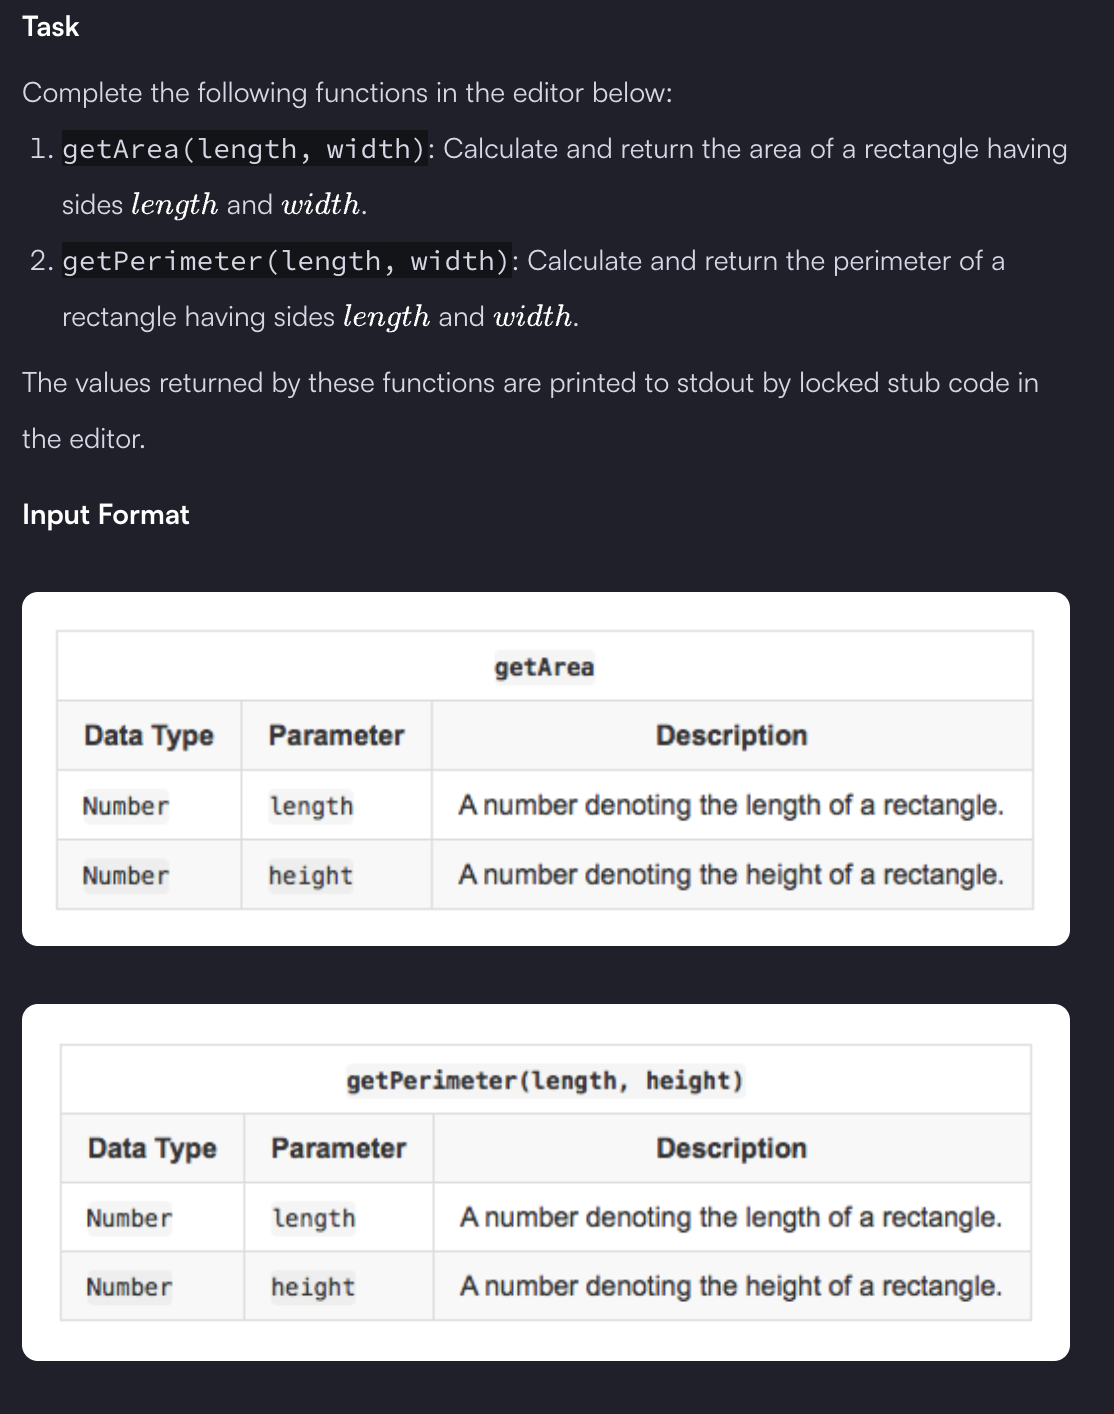 Task
Complete the following functions in the editor below:
1. getArea(length, width): Calculate and return the area of a rectangle having
sides length and width.
2. getPerimeter(length, width): Calculate and return the perimeter of a
rectangle having sides length and width.
The values returned by these functions are printed to stdout by locked stub code in
the editor.
Input Format
getArea
Data Type Parameter Description
Number length A number denoting the length of a rectangle.
Number height A number denoting the height of a rectangle.
getPerimeter(length, height)
Data Type Parameter Description
Number length A number denoting the length of a rectangle.
Number height A number denoting the height of a rectangle.